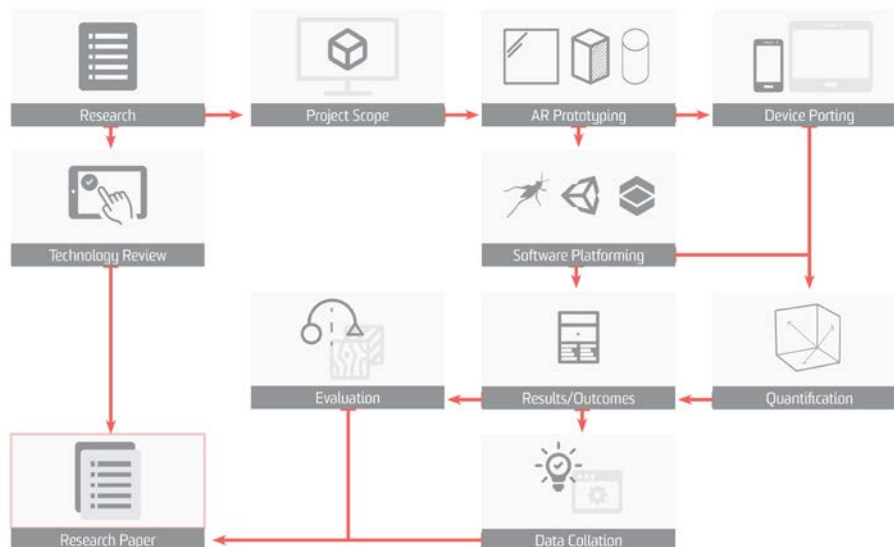 Research
Project Scope
AR Prototyping
Device Porting
Technology Review
Software Platforming
Evaluation
Results/Outcomes
Quantification
Research Paper
Data Collation